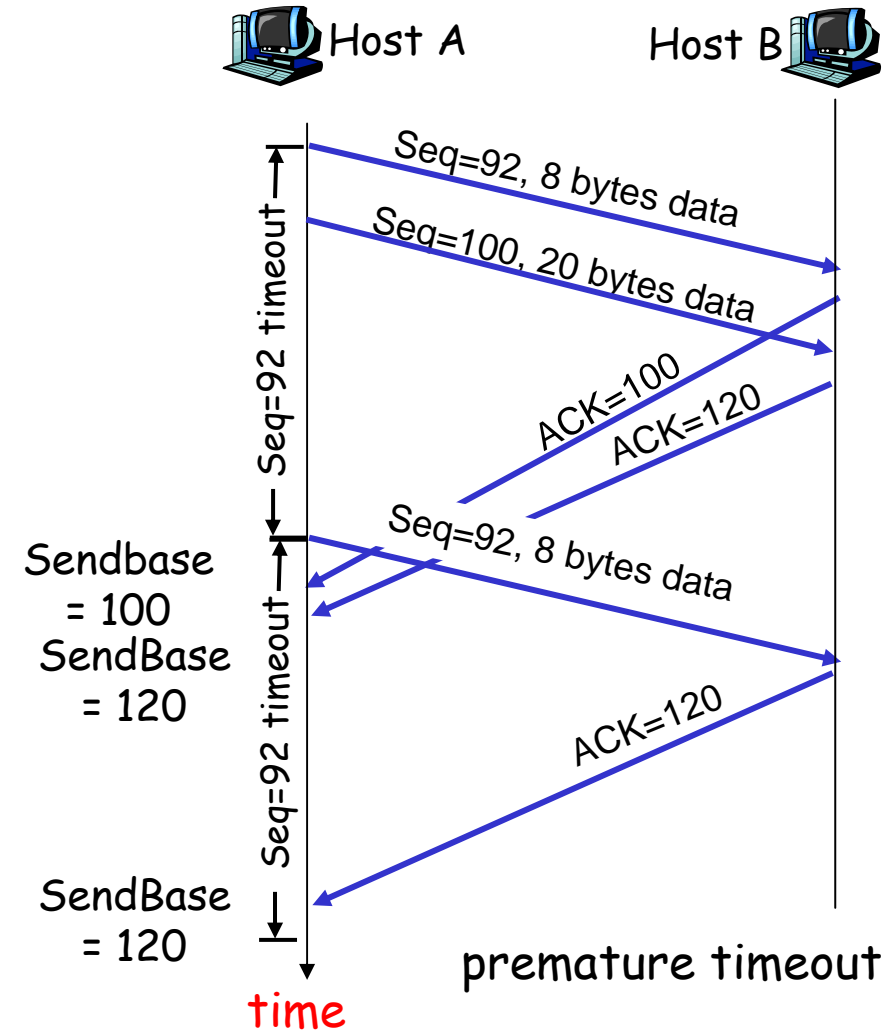 Host A
Host B
Seq=92, 8 bytes data
Seq=100, 20 bytes data
Seq=92 timeout
ACK=100
ACK=120
Seq=92, 8 bytes data
Sendbase
= 100
SendBase
= 120
Seq=92 timeout
ACK=120
SendBase
= 120
premature timeout
time